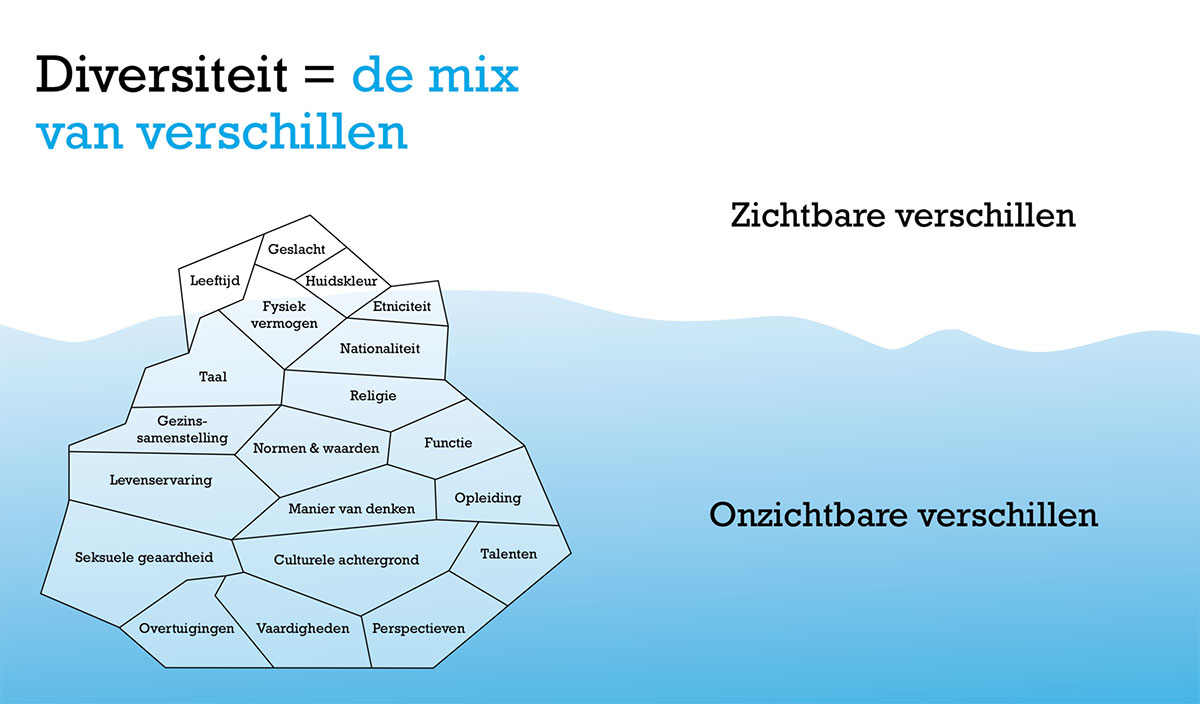 Diversiteit = de mix
van verschillen
Zichtbare verschillen
Geslacht
Leeftijd
Huidskleur
Fysiek
vermogen
Etniciteit
Nationaliteit
Taal
Religie
Gezins-
samenstelling
Normen & waarden
Functie
Levenservaring
Opleiding
Manier van denken
Onzichtbare verschillen
Seksuele geaardheid
Culturele achtergrond
Talenten
Overtuigingen
Vaardigheden
Perspectieven